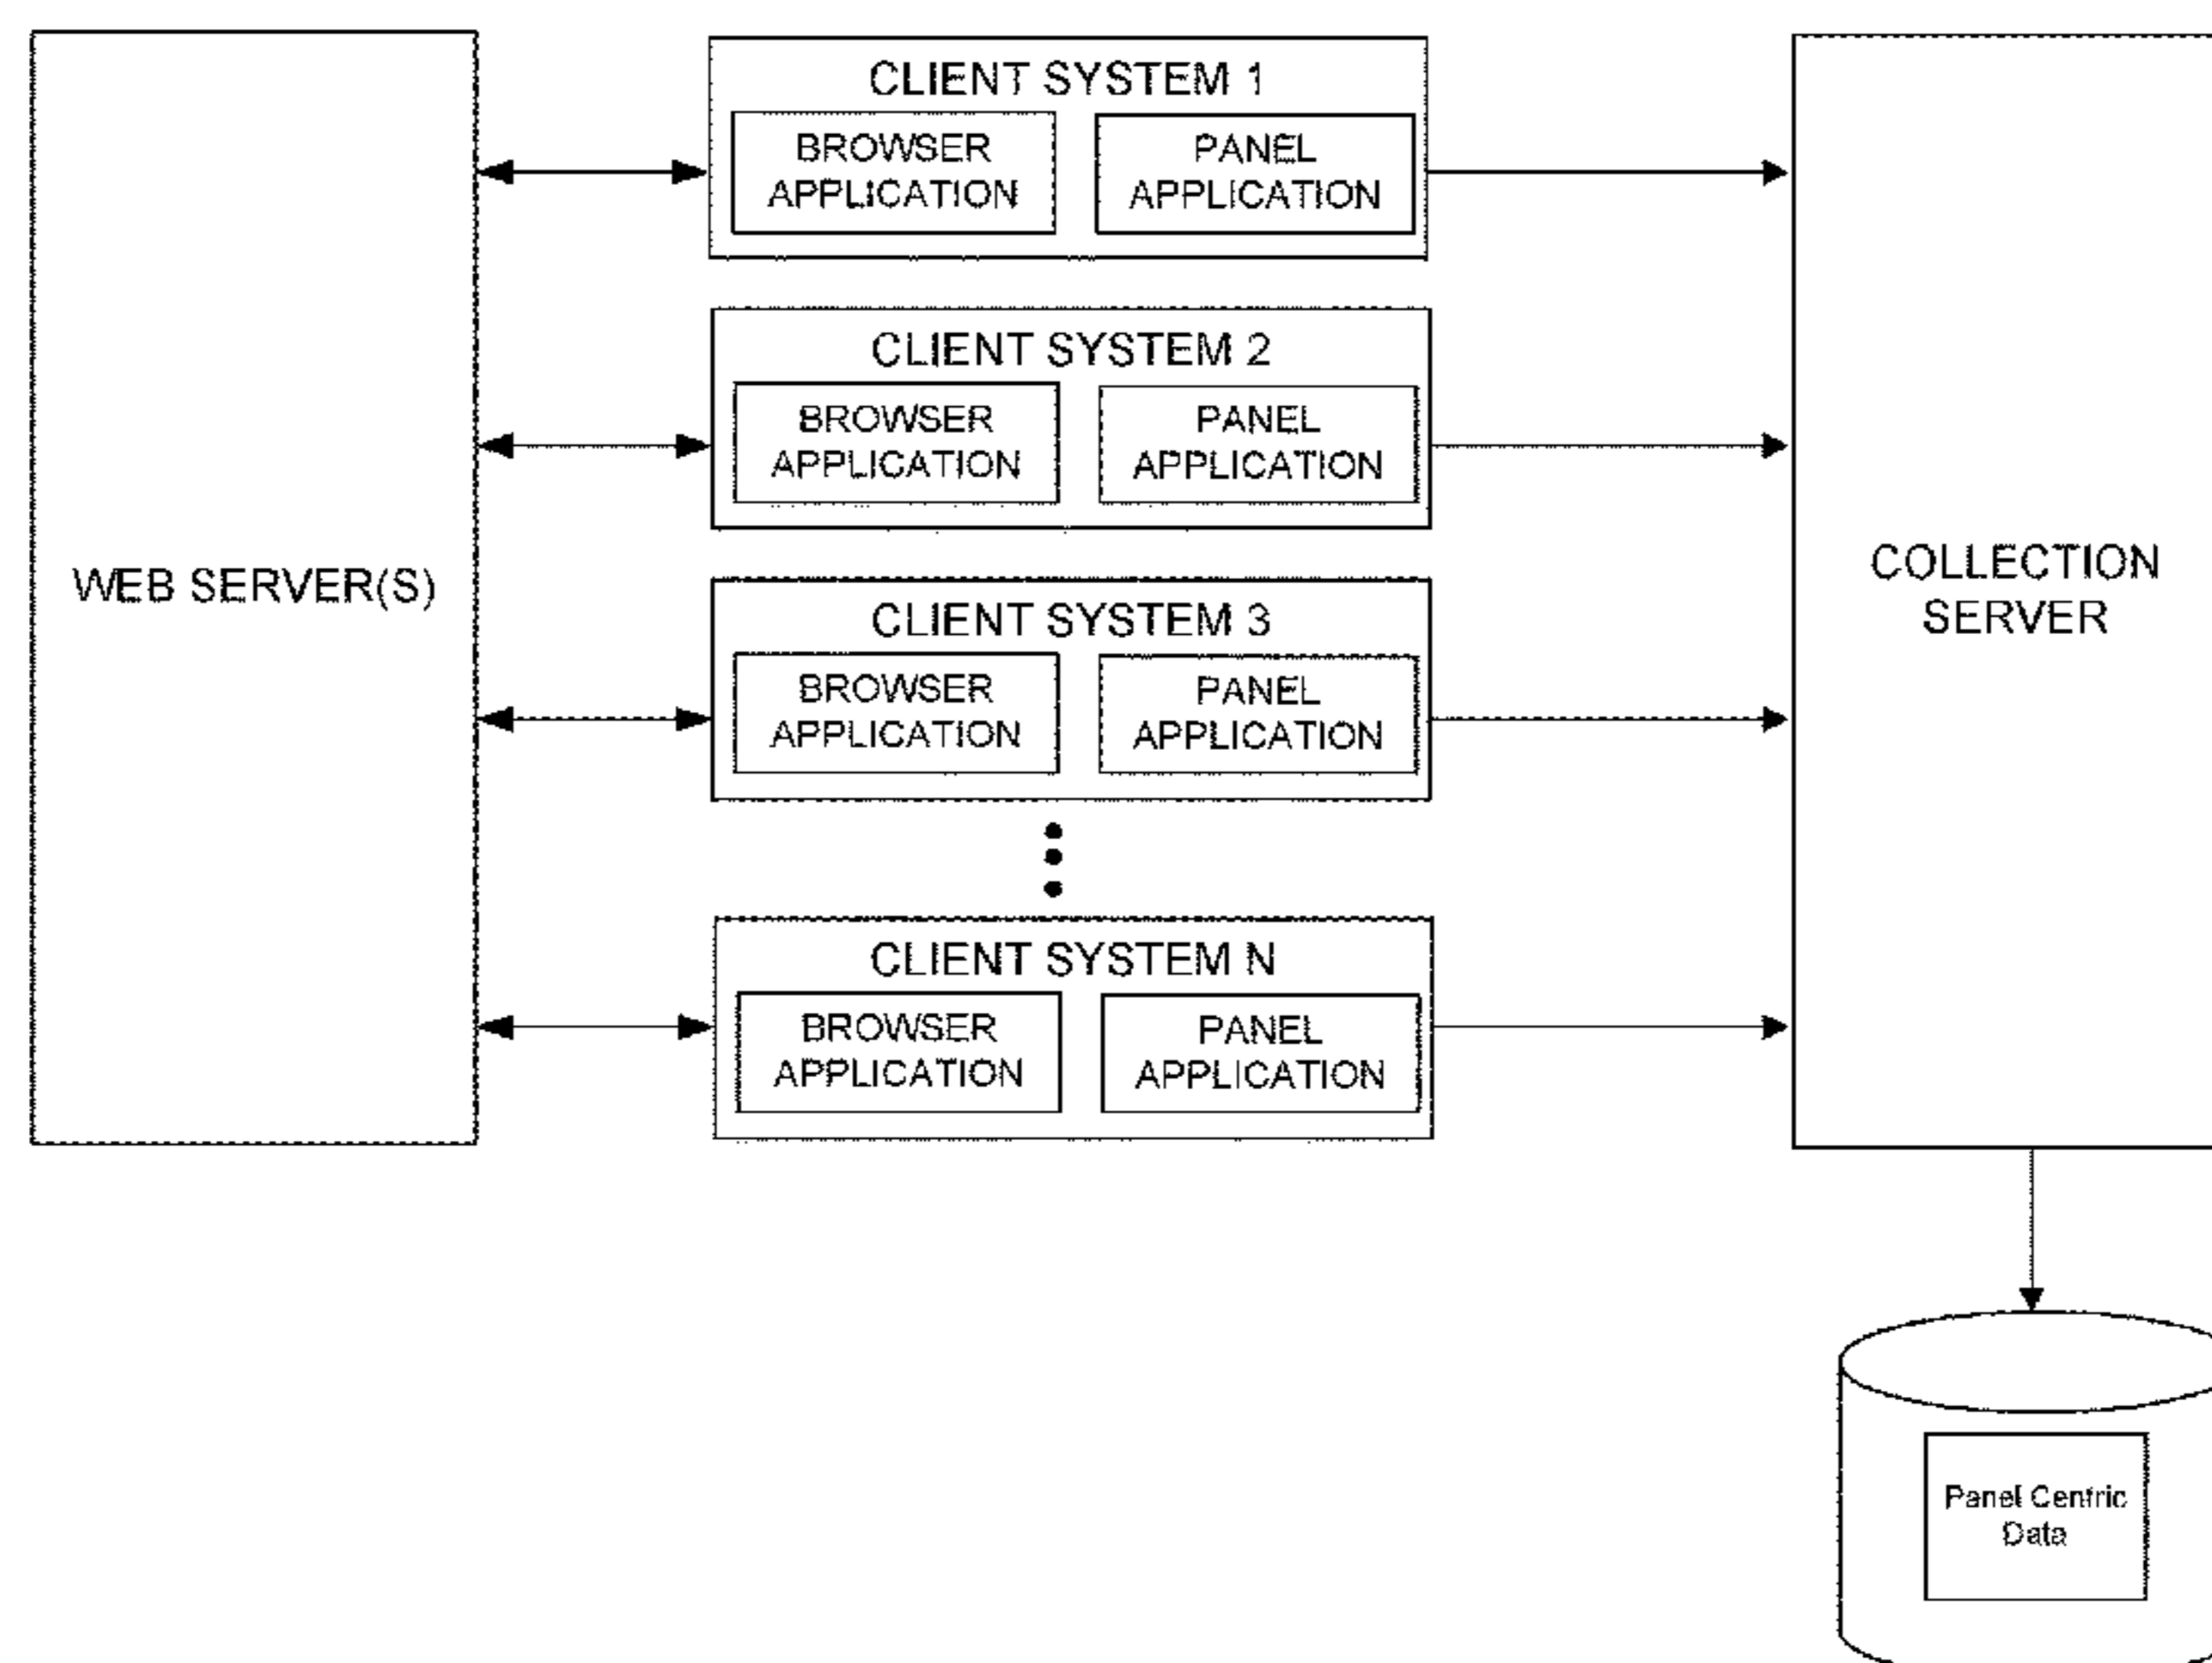 WEB SERVER(S)
CLIENT SYSTEM 1
BROWSER
APPLICATION
PANEL
APPLICATION
CLIENT SYSTEM 2
BROWSER
APPLICATION
PANEL
APPLICATION
CLIENT SYSTEM 3
BROWSER
APPLICATION
PANEL
APPLICATION
CLIENT SYSTEM N
BROWSER
APPLICATION
PANEL
APPLICATION
COLLECTION
SERVER
Panel Centric
Data